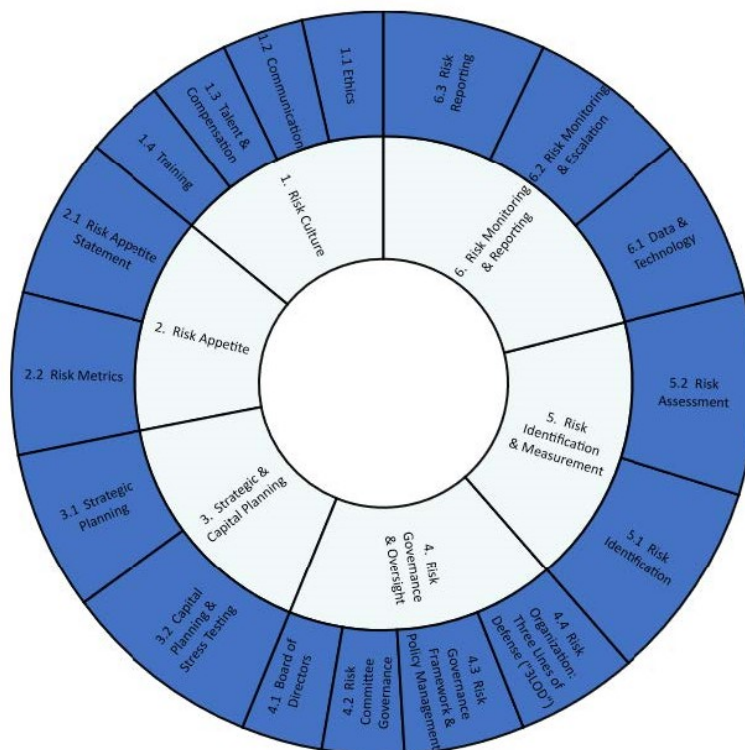 1. Risk Culture
1.1 Ethics
1.2 Communication
1.3 Talent &
Compensation
1.4 Training
2. Risk Appetite
2.1 Risk Appetite
Statement
2.2 Risk Metrics
3. Strategic &
Capital Planning
3.1 Strategic
Planning
3.2 Capital
Planning &
Stress Testing
4. Risk
Governance
& Oversight
4.1 Board of
Directors
4.2 Risk
Committee
Governance
4.3 Risk
Governance
Framework &
Policy Management
4.4 Risk
Organization:
Three Lines of
Defense ("3LOD")
5. Risk
Identification
& Measurement
5.1 Risk
Identification
5.2 Risk
Assessment
6. Risk Monitoring
& Reporting
6.1 Data &
Technology
6.2 Risk Monitoring
& Escalation
6.3 Risk
Reporting